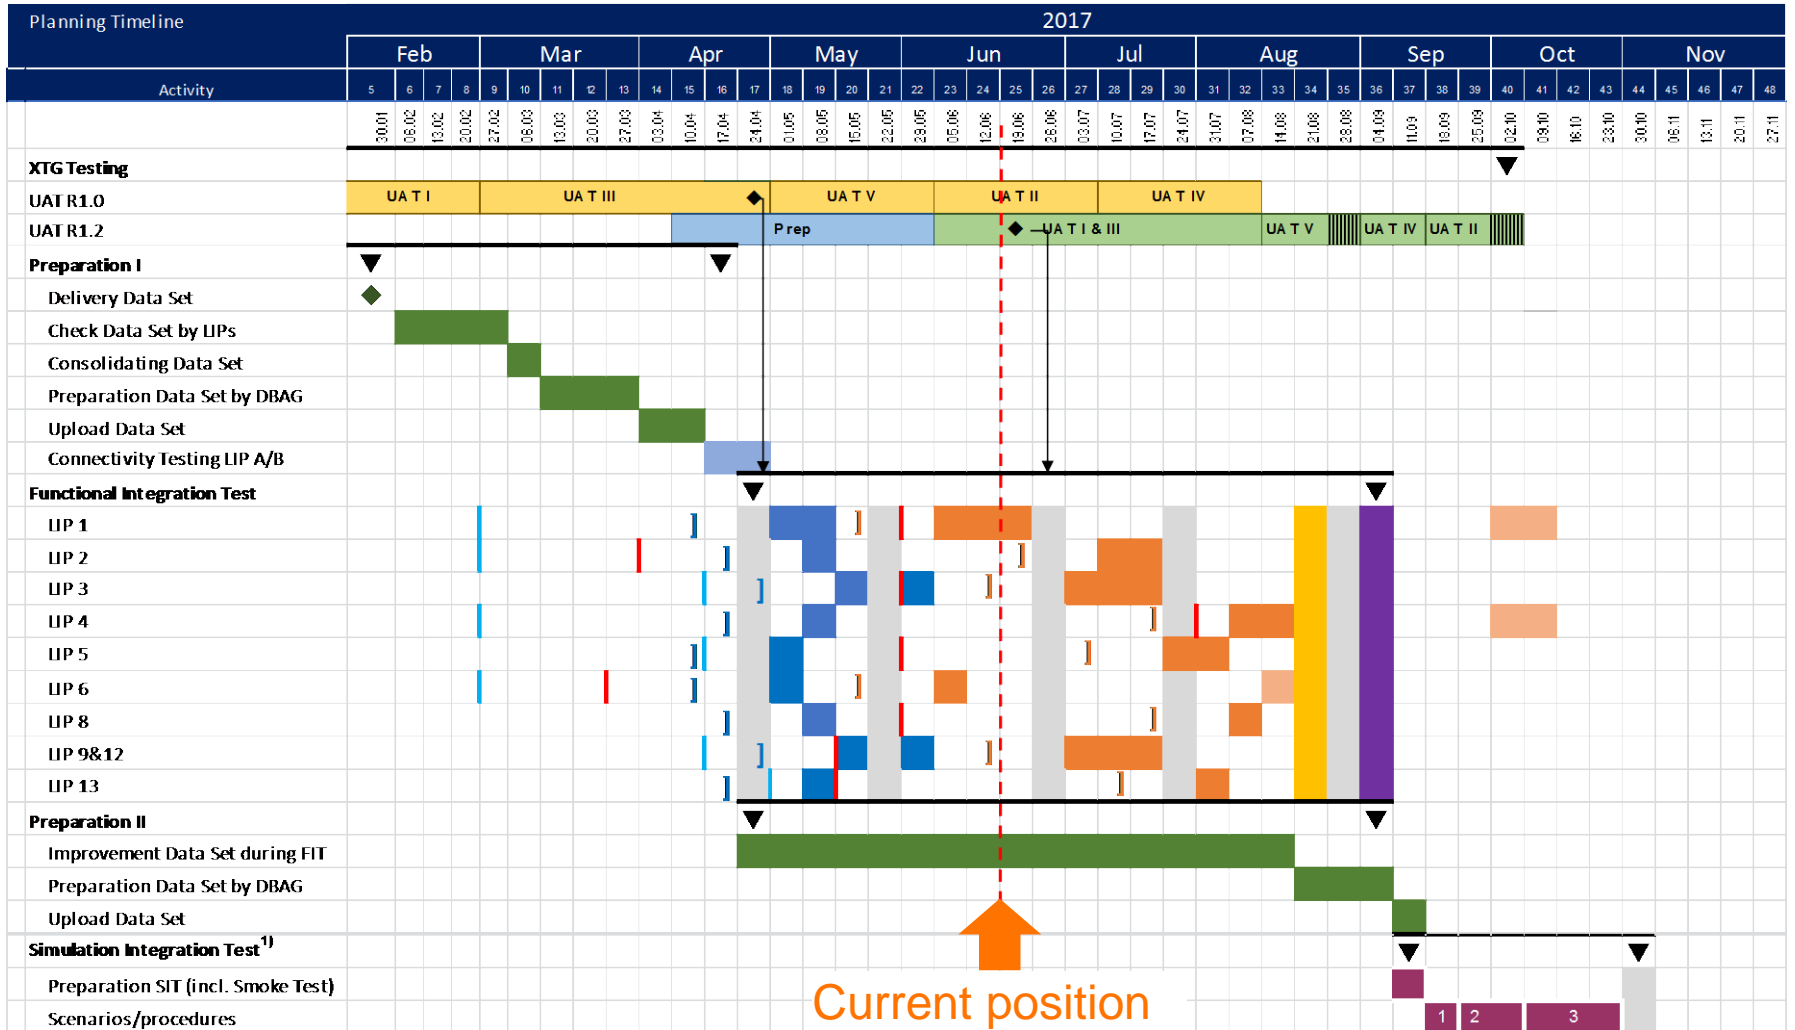 Planning Timeline
2017
Feb Mar Apr May Jun Jul Aug Sep Oct Nov
Activity 5 6 7 8 9 10 11 12 13 14 15 16 17 18 19 20 21 22 23 24 25 26 27 28 29 30 31 32 33 34 35 36 37 38 39 40 41 42 43 44 45 46 47 48
30.01 06.02 13.02 20.02 27.02 06.03 13.03 20.03 27.03 03.04 10.04 17.04 24.04 01.05 08.05 15.05 22.05 29.05 05.06 12.06 19.06 26.06 03.07 10.07 17.07 24.07 31.07 07.08 14.08 21.08 28.08 04.09 11.09 18.09 25.09 02.10 09.10 16.10 23.10 30.10 06.11 13.11 20.11 27.11
XTG Testing
UAT R1.0 UAT I UAT III UAT V UAT II UAT IV
UAT R1.2 Prep UAT I & III UAT V UAT IV UAT II
Preparation I
Delivery Data Set
Check Data Set by LIPs
Consolidating Data Set
Preparation Data Set by DBAG
Upload Data Set
Connectivity Testing LIP A/B
Functional Integration Test
LIP 1
LIP 2
LIP 3
LIP 4
LIP 5
LIP 6
LIP 8
LIP 9&12
LIP 13
Preparation II
Improvement Data Set during FIT
Preparation Data Set by DBAG
Upload Data Set
Simulation Integration Test1)
Preparation SIT (incl. Smoke Test)
Current position
Scenarios/procedures 1 2 3